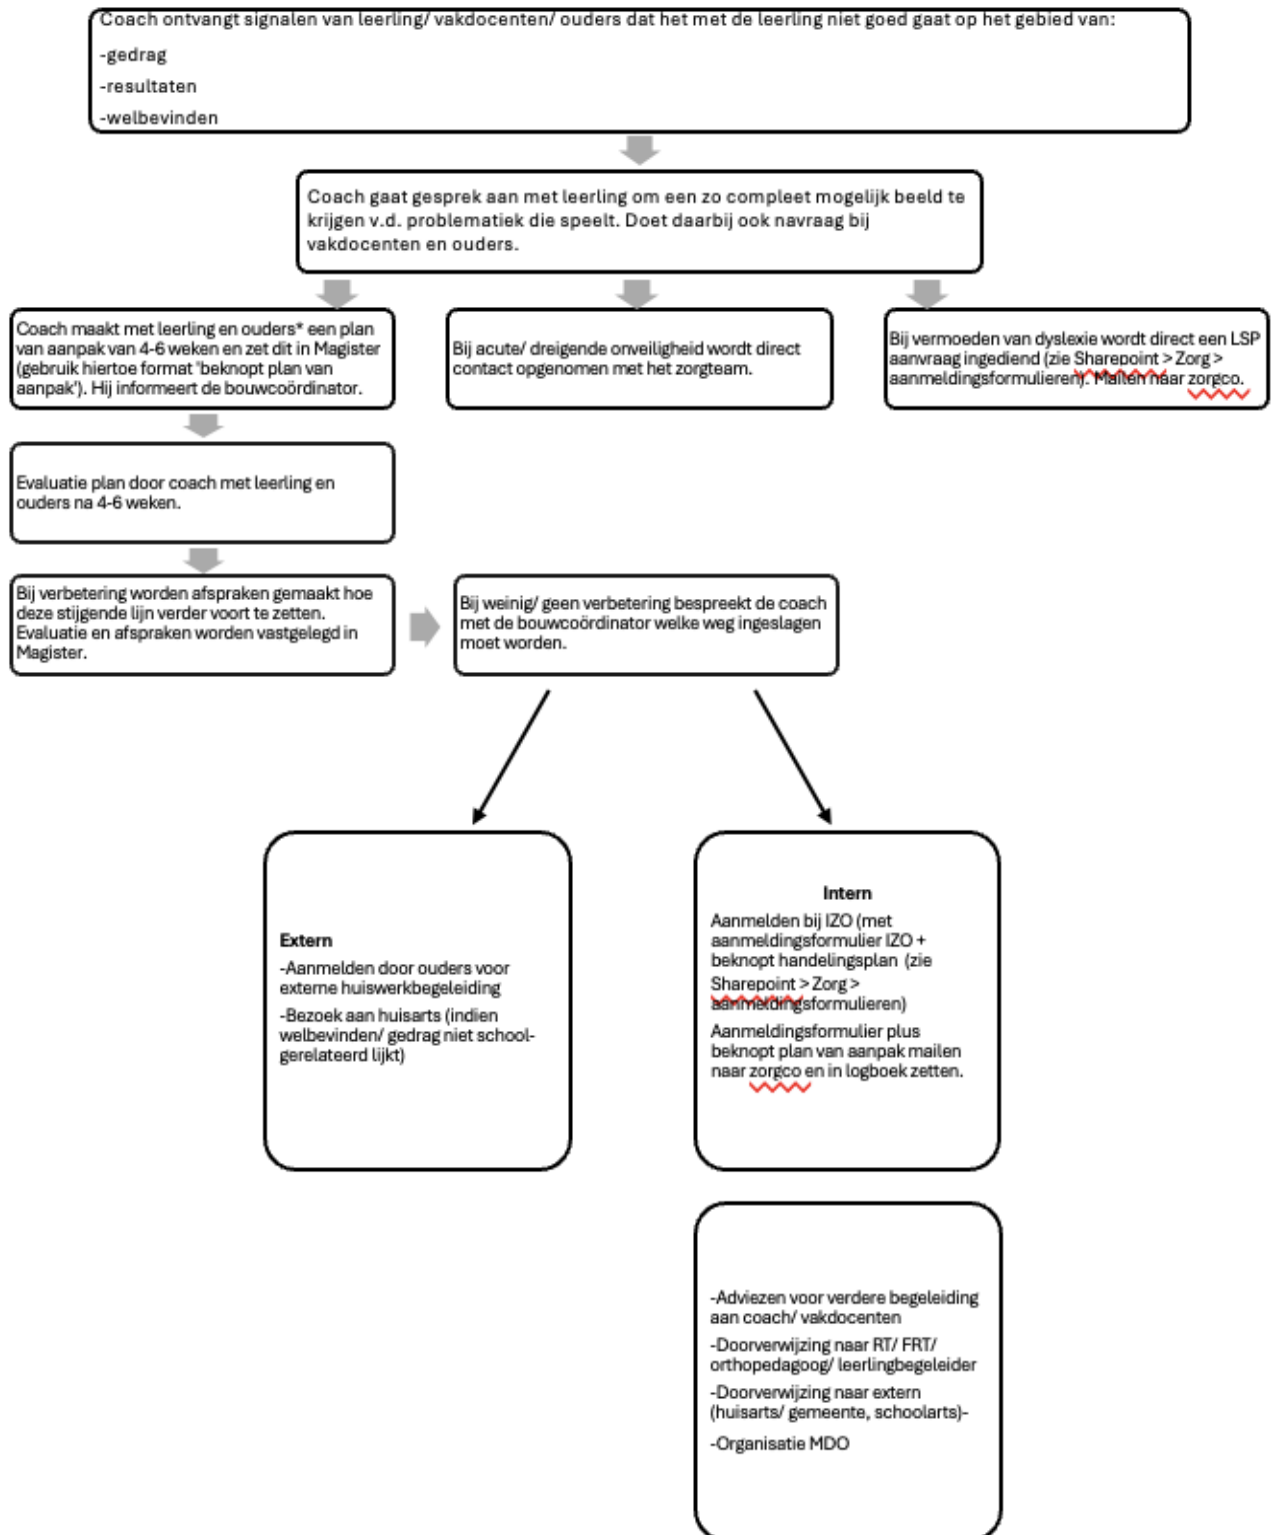 Coach ontvangt signalen van leerling/ vakdocenten/ ouders dat het met de leerling niet goed gaat op het gebied van:
-gedrag
-resultaten
-welbevinden
Coach gaat gesprek aan met leerling om een zo compleet mogelijk beeld te
krijgen v.d. problematiek die speelt. Doet daarbij ook navraag bij
vakdocenten en ouders.
Coach maakt met leerling en ouders* een plan
van aanpak van 4-6 weken en zet dit in Magister
(gebruik hiertoe format 'beknopt plan van
aanpak'). Hij informeert de bouwcoördinator.
Bij acute/ dreigende onveiligheid wordt direct
contact opgenomen met het zorgteam.
Bij vermoeden van dyslexie wordt direct een LSP
aanvraag ingediend (zie Sharepoint > Zorg >
aanmeldingsformulieren). Mailen naar zorgco.
Evaluatie plan door coach met leerling en
ouders na 4-6 weken.
Bij verbetering worden afspraken gemaakt hoe
deze stijgende lijn verder voort te zetten.
Evaluatie en afspraken worden vastgelegd in
Magister.
Bij weinig/ geen verbetering bespreekt de coach
met de bouwcoördinator welke weg ingeslagen
moet worden.
Extern
-Aanmelden door ouders voor
externe huiswerkbegeleiding
-Bezoek aan huisarts (indien
welbevinden/ gedrag niet school-
gerelateerd lijkt)
Intern
Aanmelden bij IZO (met
aanmeldingsformulier IZO +
beknopt handelingsplan (zie
Sharepoint > Zorg >
aanmeldingsformulieren)
Aanmeldingsformulier plus
beknopt plan van aanpak mailen
naar zorgco en in logboek zetten.
-Adviezen voor verdere begeleiding
aan coach/ vakdocenten
-Doorverwijzing naar RT/ FRT/
orthopedagoog/ leerlingbegeleider
-Doorverwijzing naar extern
(huisarts/ gemeente, schoolarts)-
-Organisatie MDO